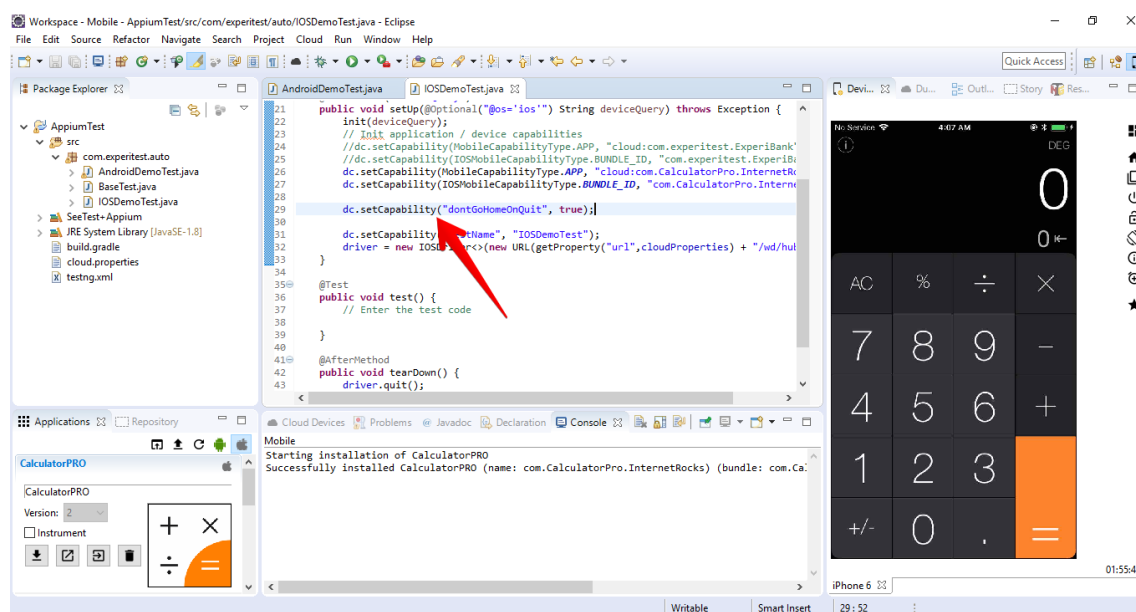 Workspace - Mobile - AppiumTest/src/com/experitest/auto/IOSDemoTest.java - Eclipse
File Edit Source Refactor Navigate Search Project Cloud Run Window Help
Quick Access
Package Explorer
AppiumTest
src
com.experitest.auto
AndroidDemoTest.java
BaseTest.java
IOSDemoTest.java
SeeTest+Appium
JRE System Library [JavaSE-1.8]
build.gradle
cloud.properties
testng.xml
AndroidDemoTest.java IOSDemoTest.java
21 public void setUp(@Optional("@os='ios'") String deviceQuery) throws Exception {
22 init(deviceQuery);
23 // Init application / device capabilities
24 //dc.setCapability(MobileCapabilityType.APP, "cloud:com.experitest.ExperiBank"
25 //dc.setCapability(IOSMobileCapabilityType.BUNDLE_ID, "com.experitest.ExperiBa
26 dc.setCapability(MobileCapabilityType.APP, "cloud:com.CalculatorPro.InternetRo
27 dc.setCapability(IOSMobileCapabilityType.BUNDLE_ID, "com.CalculatorPro.Interne
28
29 dc.setCapability("dontGoHomeOnQuit", true);
30
31 dc.setCapability( tName", "IOSDemoTest");
32 driver = new IOSD r<>(new URL(getProperty("url",cloudProperties) + "/wd/hub
33 }
34
35 @Test
36 public void test() {
37 // Enter the test code
38
39 }
40
41 @AfterMethod
42 public void tearDown() {
43 driver.quit();
Devi... Du... Outl... Story Res...
No Service 4:07 AM
DEG
0
0
AC % ÷ ×
7 8 9 −
4 5 6 +
1 2 3
+/- 0 . =
iPhone 6
01:55:4
Applications Repository
CalculatorPRO
CalculatorPRO
Version: 2
Instrument
+ ×
÷ =
Cloud Devices Problems @ Javadoc Declaration Console
Mobile
Starting installation of CalculatorPRO
Successfully installed CalculatorPRO (name: com.CalculatorPro.InternetRocks) (bundle: com.Cal
Writable Smart Insert 29 : 52